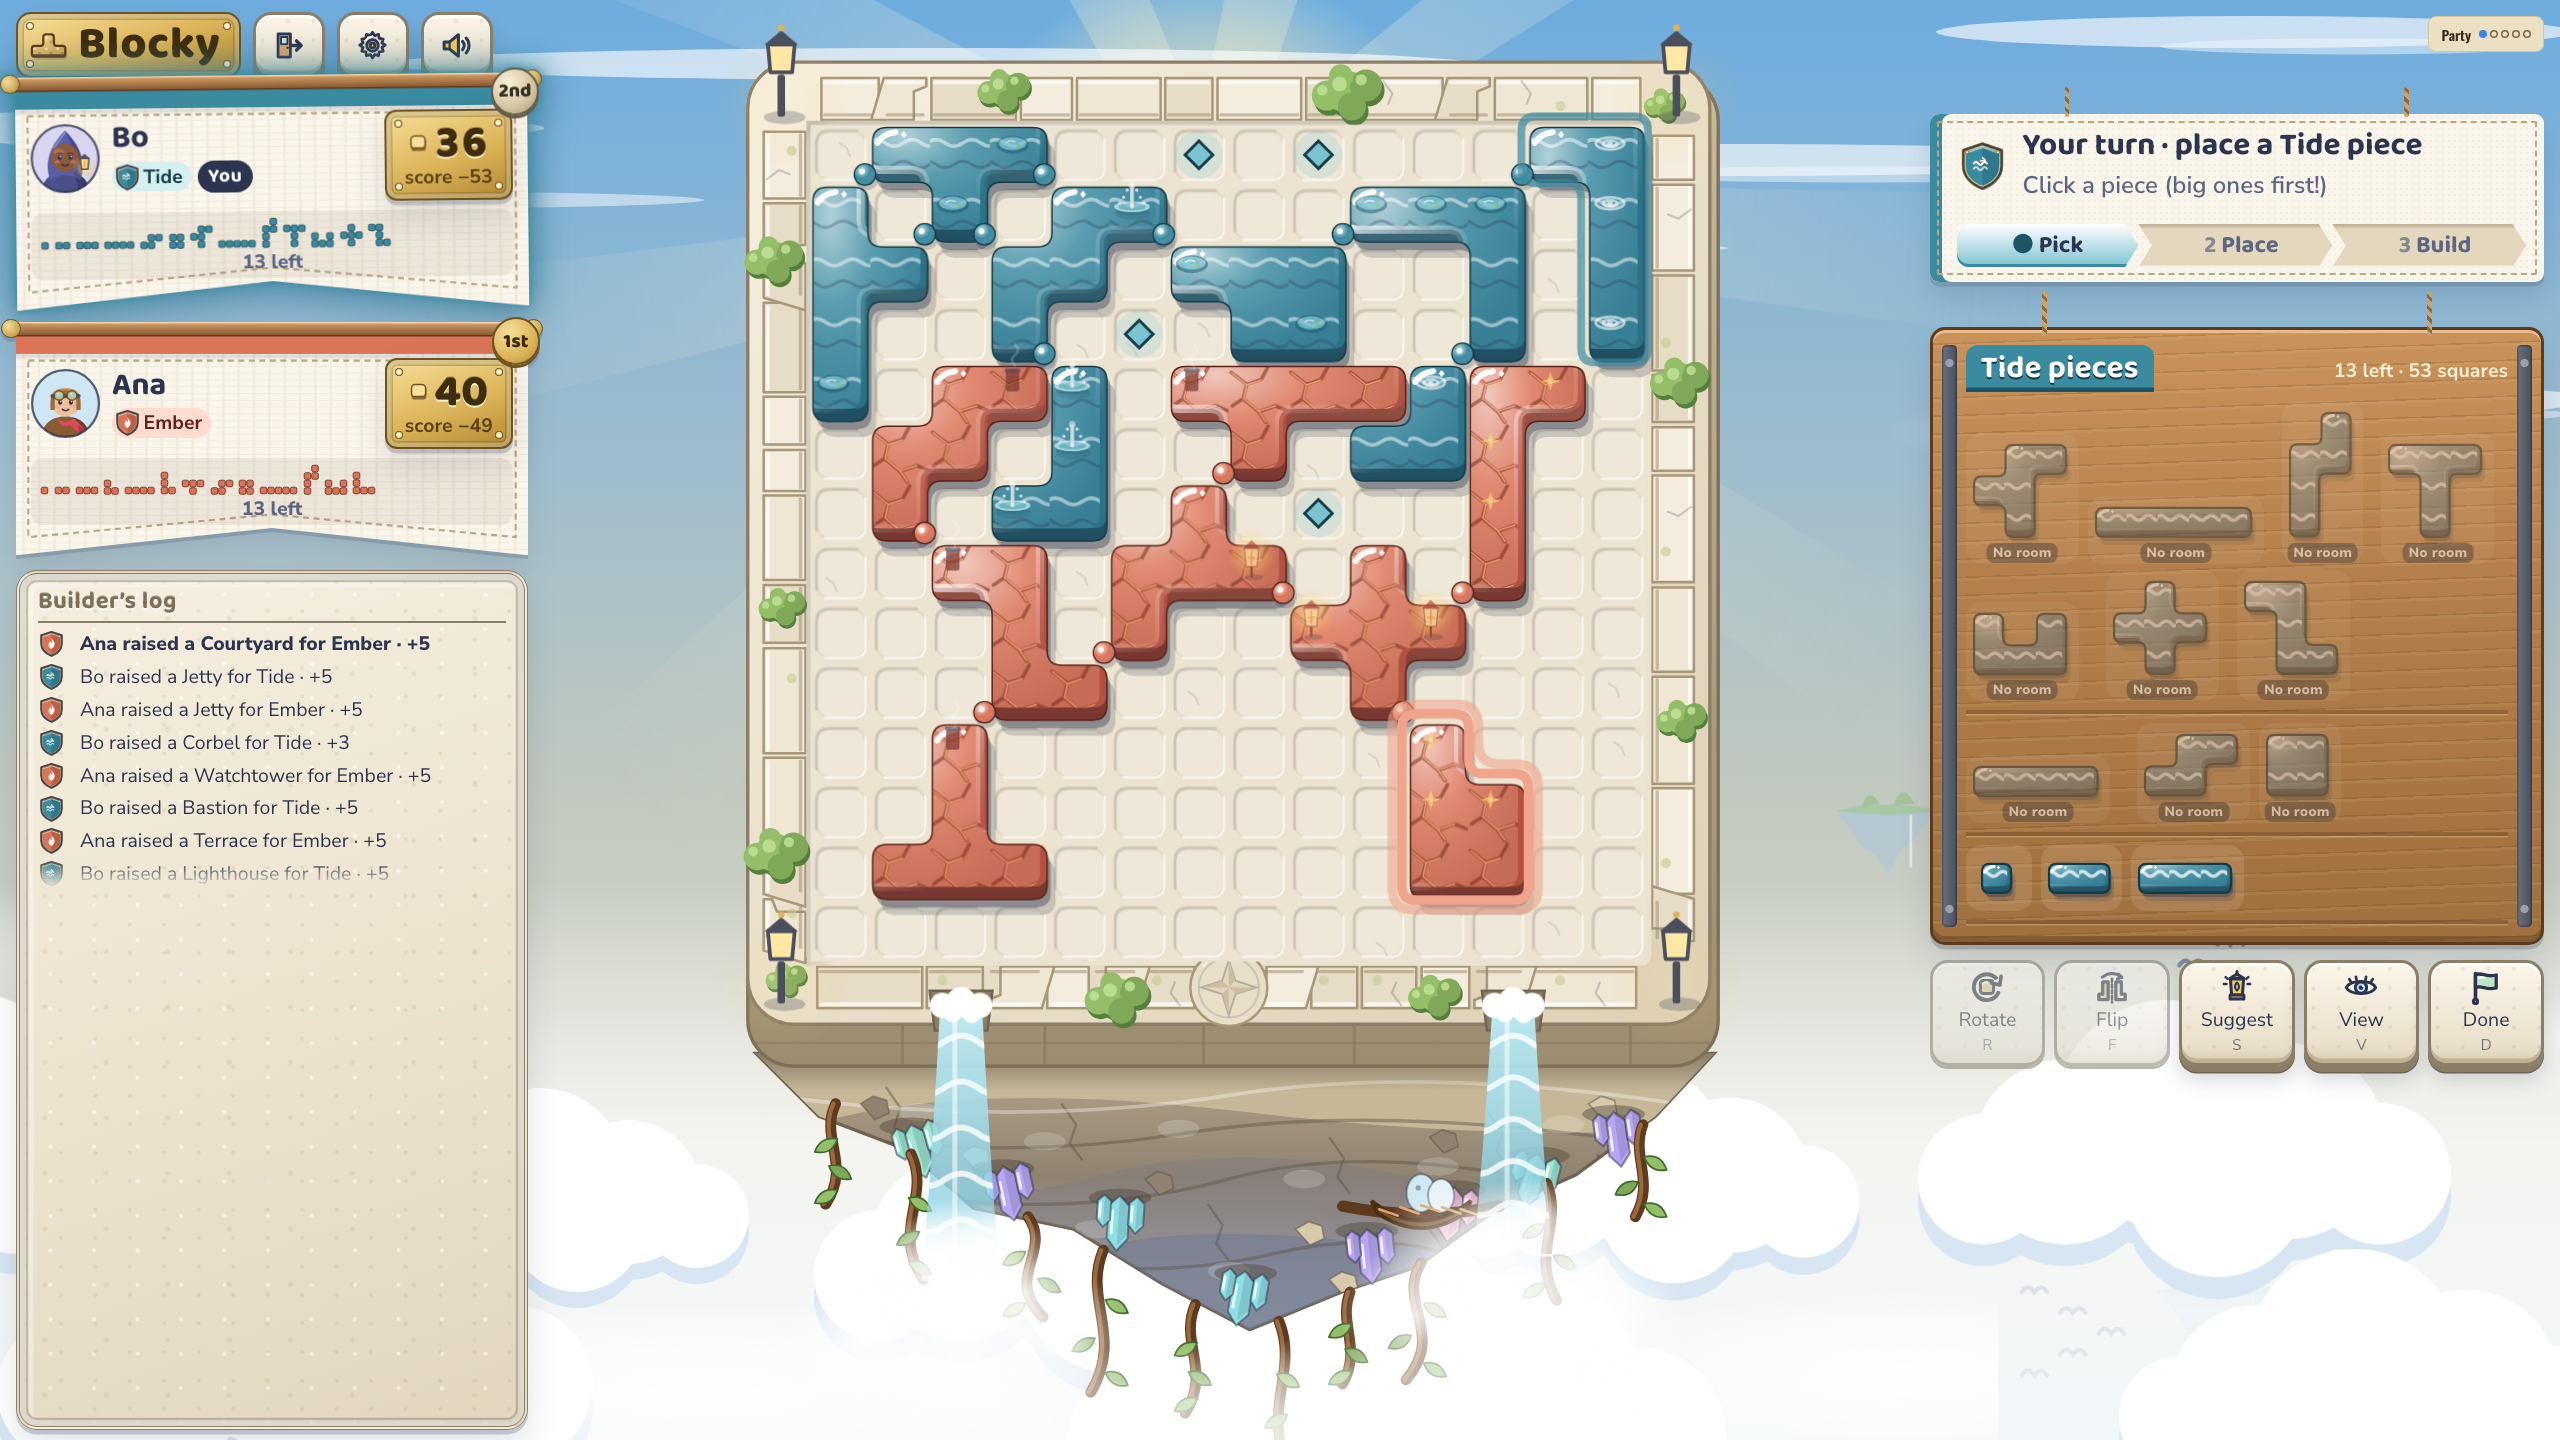 Blocky
Party
2nd
Bo
Tide
You
36
score −53
13 left
1st
Ana
Ember
40
score −49
13 left
Builder's log
Ana raised a Courtyard for Ember · +5
Bo raised a Jetty for Tide · +5
Ana raised a Jetty for Ember · +5
Bo raised a Corbel for Tide · +3
Ana raised a Watchtower for Ember · +5
Bo raised a Bastion for Tide · +5
Ana raised a Terrace for Ember · +5
Bo raised a Lighthouse for Tide · +5
Your turn · place a Tide piece
Click a piece (big ones first!)
Pick
2 Place
3 Build
Tide pieces
13 left · 53 squares
No room
No room
No room
No room
No room
No room
No room
No room
No room
No room
Rotate
R
Flip
F
Suggest
S
View
V
Done
D